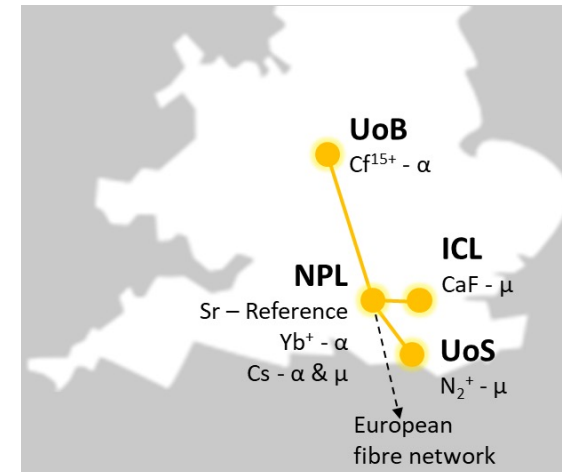 UoB
Cf¹⁵⁺ - α
ICL
CaF - μ
NPL
Sr – Reference
Yb⁺ - α
Cs - α & μ
UoS
N₂⁺ - μ
European
fibre network